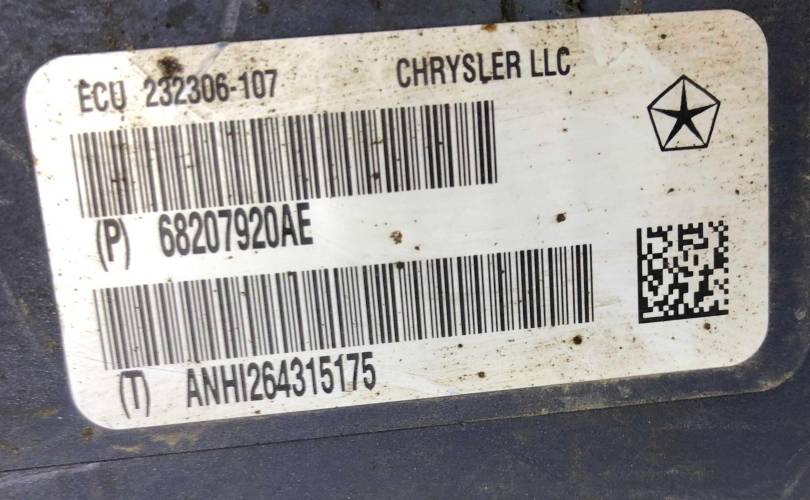 ECU 232306-107 CHRYSLER LLC
(P) 68207920AE
(T) ANHI264315175